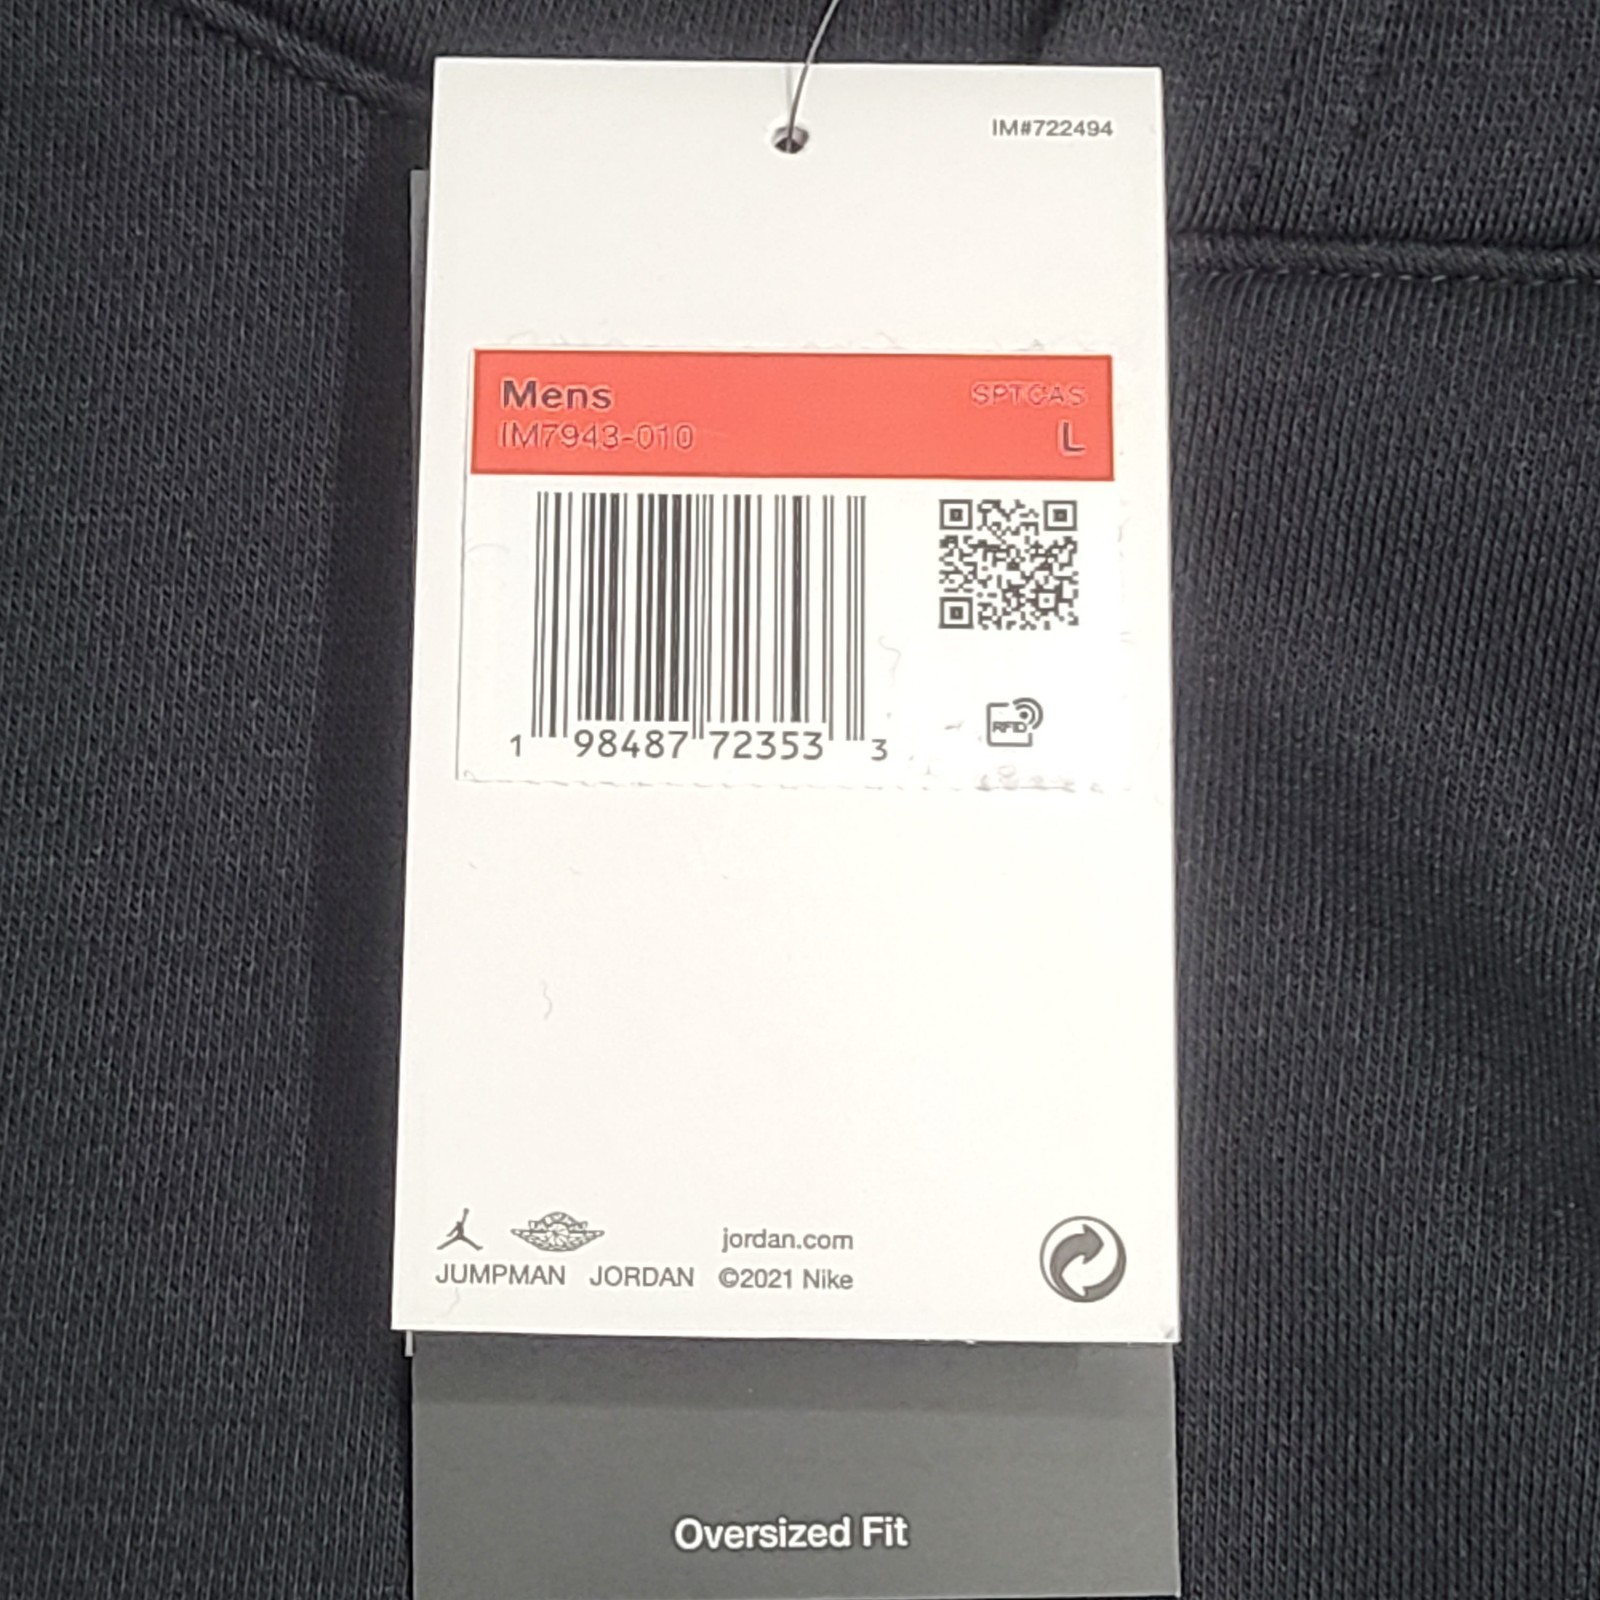 IM#722494
Mens SPTCAS
IM7943-010 L
1 98487 72353 3
RFID
jordan.com
JUMPMAN JORDAN ©2021 Nike
Oversized Fit